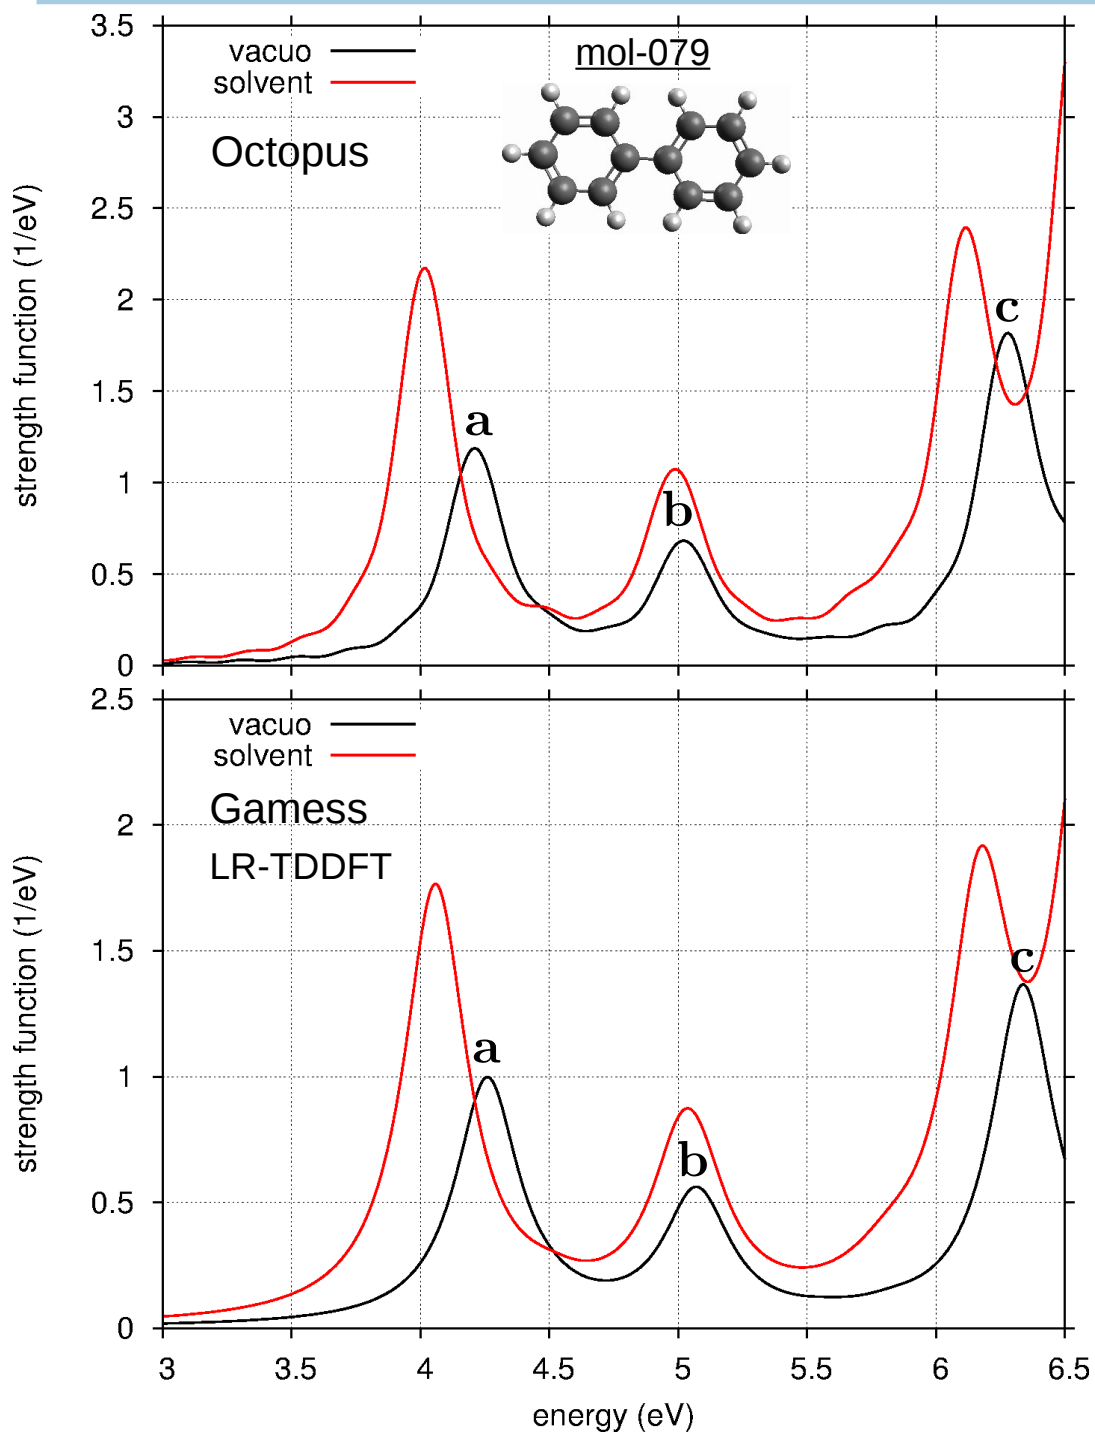 3.5
vacuo
solvent
mol-079
3
Octopus
2.5
strength function (1/eV)
2
c
1.5
a
1
b
0.5
0
2.5
vacuo
solvent
Gamess
2
LR-TDDFT
strength function (1/eV)
1.5
c
a
1
b
0.5
0
3 3.5 4 4.5 5 5.5 6 6.5
energy (eV)